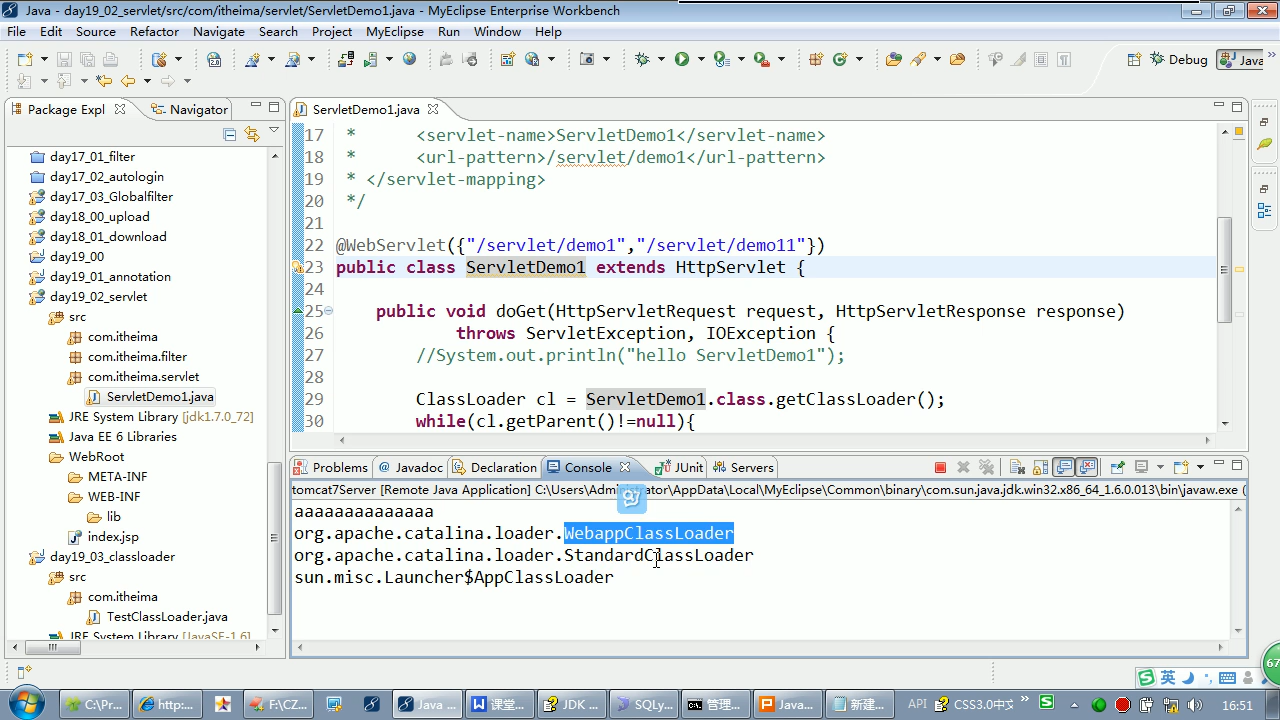 Java - day19_02_servlet/src/com/itheima/servlet/ServletDemo1.java - MyEclipse Enterprise Workbench
File Edit Source Refactor Navigate Search Project MyEclipse Run Window Help
Debug Java
Package Expl Navigator
ServletDemo1.java
day17_01_filter
day17_02_autologin
day17_03_Globalfilter
day18_00_upload
day18_01_download
day19_00
day19_01_annotation
day19_02_servlet
src
com.itheima
com.itheima.filter
com.itheima.servlet
ServletDemo1.java
JRE System Library [jdk1.7.0_72]
Java EE 6 Libraries
WebRoot
META-INF
WEB-INF
lib
index.jsp
day19_03_classloader
src
com.itheima
TestClassLoader.java
JRE System Library [JavaSE-1.6]
17 * <servlet-name>ServletDemo1</servlet-name>
18 * <url-pattern>/servlet/demo1</url-pattern>
19 * </servlet-mapping>
20 */
21
22 @WebServlet({"/servlet/demo1","/servlet/demo11"})
23 public class ServletDemo1 extends HttpServlet {
24
25 public void doGet(HttpServletRequest request, HttpServletResponse response)
26 throws ServletException, IOException {
27 //System.out.println("hello ServletDemo1");
28
29 ClassLoader cl = ServletDemo1.class.getClassLoader();
30 while(cl.getParent()!=null){
Problems @ Javadoc Declaration Console JUnit Servers
tomcat7Server [Remote Java Application] C:\Users\Administrator\AppData\Local\MyEclipse\Common\binary\com.sun.java.jdk.win32.x86_64_1.6.0.013\bin\javaw.exe (
aaaaaaaaaaaaaa
org.apache.catalina.loader.WebappClassLoader
org.apache.catalina.loader.StandardClassLoader
sun.misc.Launcher$AppClassLoader
67
英
C:\Pr... http:... F:\CZ... Java ... 课堂... JDK ... SQLy... 管理... Java... 新建... API CSS3.0中文 16:51